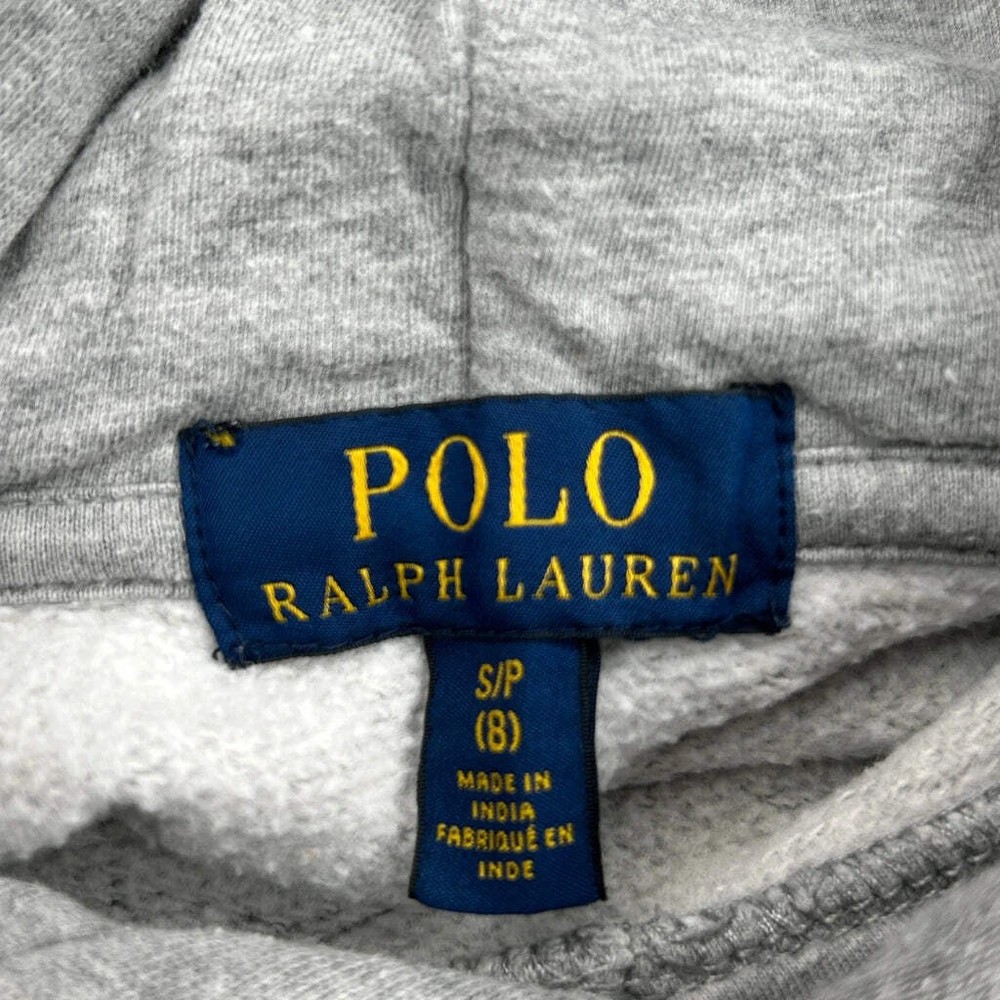 POLO
RALPH LAUREN
S/P
(8)
MADE IN
INDIA
FABRIQUÉ EN
INDE